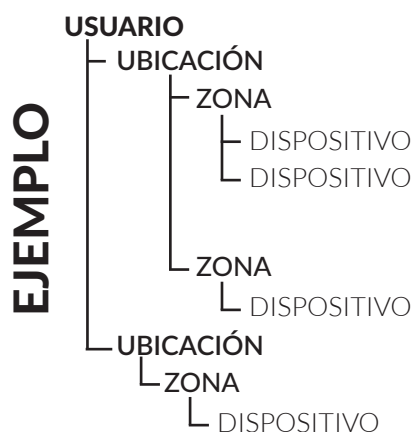 EJEMPLO
USUARIO
UBICACIÓN
ZONA
DISPOSITIVO
DISPOSITIVO
ZONA
DISPOSITIVO
UBICACIÓN
ZONA
DISPOSITIVO